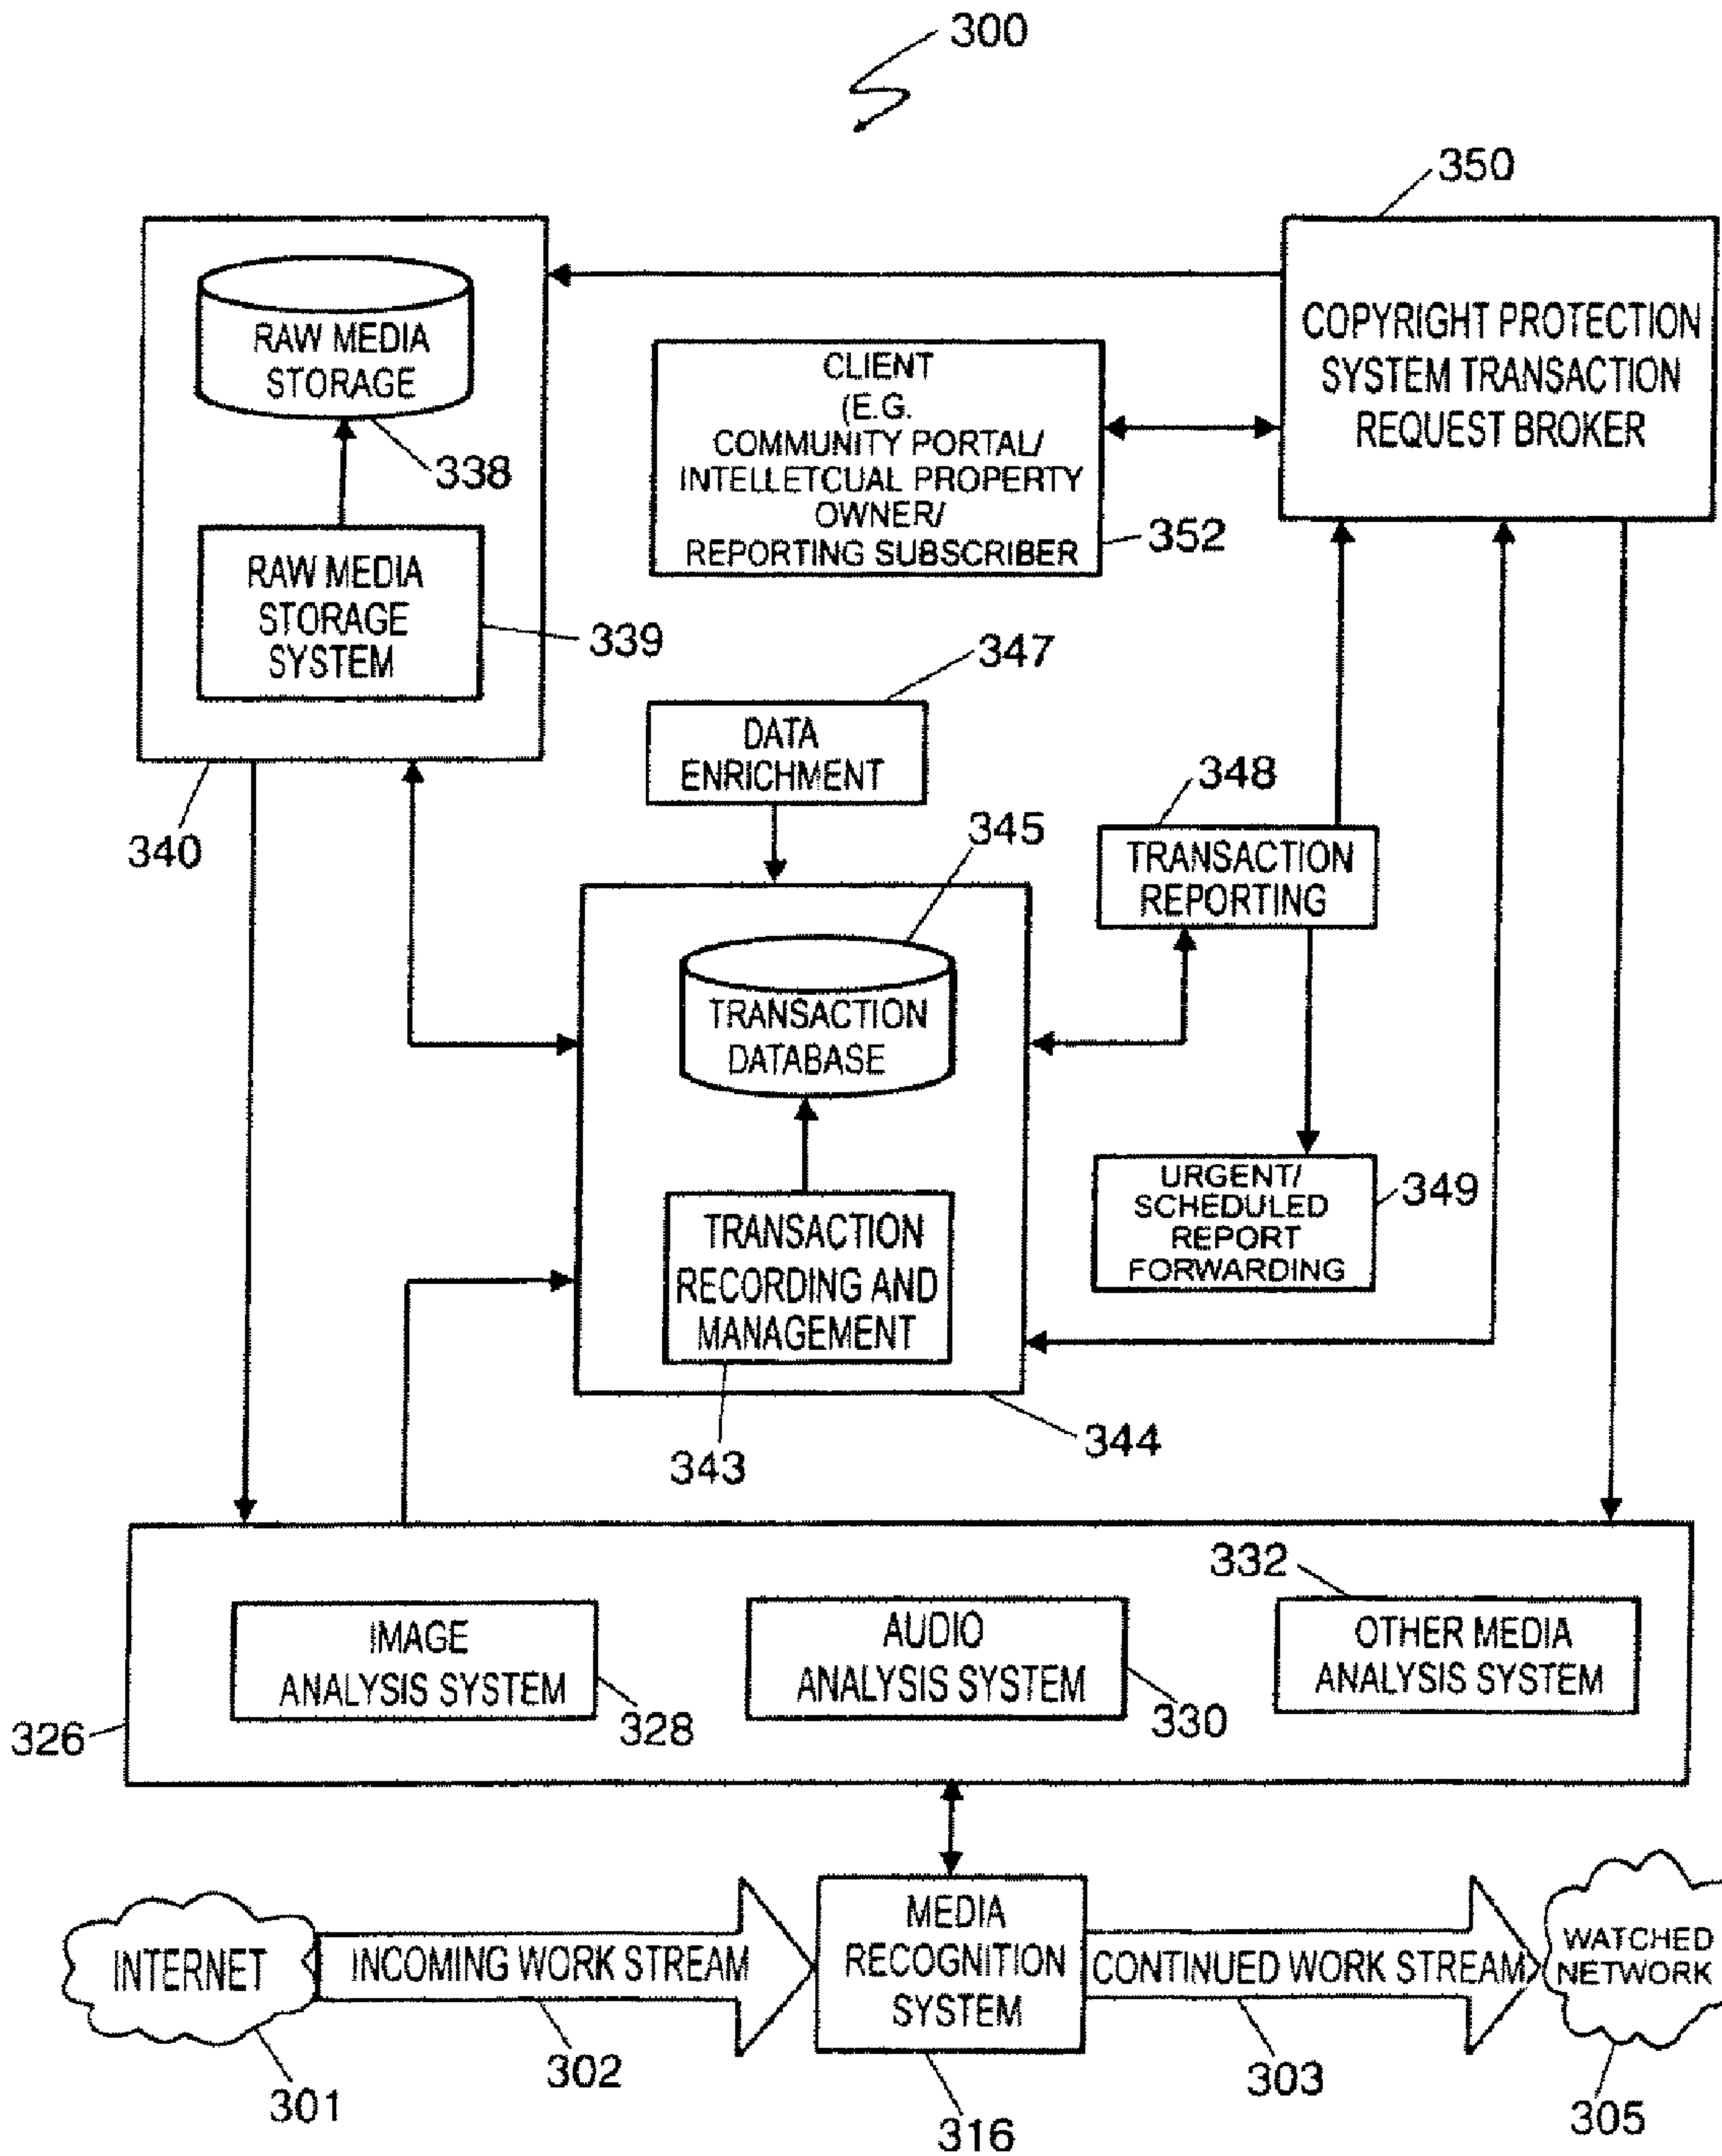 300
350
RAW MEDIA
STORAGE
338
RAW MEDIA
STORAGE
SYSTEM
339
340
CLIENT
(E.G.
COMMUNITY PORTAL/
INTELLETCUAL PROPERTY
OWNER/
REPORTING SUBSCRIBER
352
COPYRIGHT PROTECTION
SYSTEM TRANSACTION
REQUEST BROKER
347
DATA
ENRICHMENT
345
348
TRANSACTION
REPORTING
TRANSACTION
DATABASE
URGENT/
SCHEDULED
REPORT
FORWARDING
349
TRANSACTION
RECORDING AND
MANAGEMENT
343
344
332
IMAGE
ANALYSIS SYSTEM
328
AUDIO
ANALYSIS SYSTEM
330
OTHER MEDIA
ANALYSIS SYSTEM
326
INTERNET
301
INCOMING WORK STREAM
302
MEDIA
RECOGNITION
SYSTEM
316
CONTINUED WORK STREAM
303
WATCHED
NETWORK
305